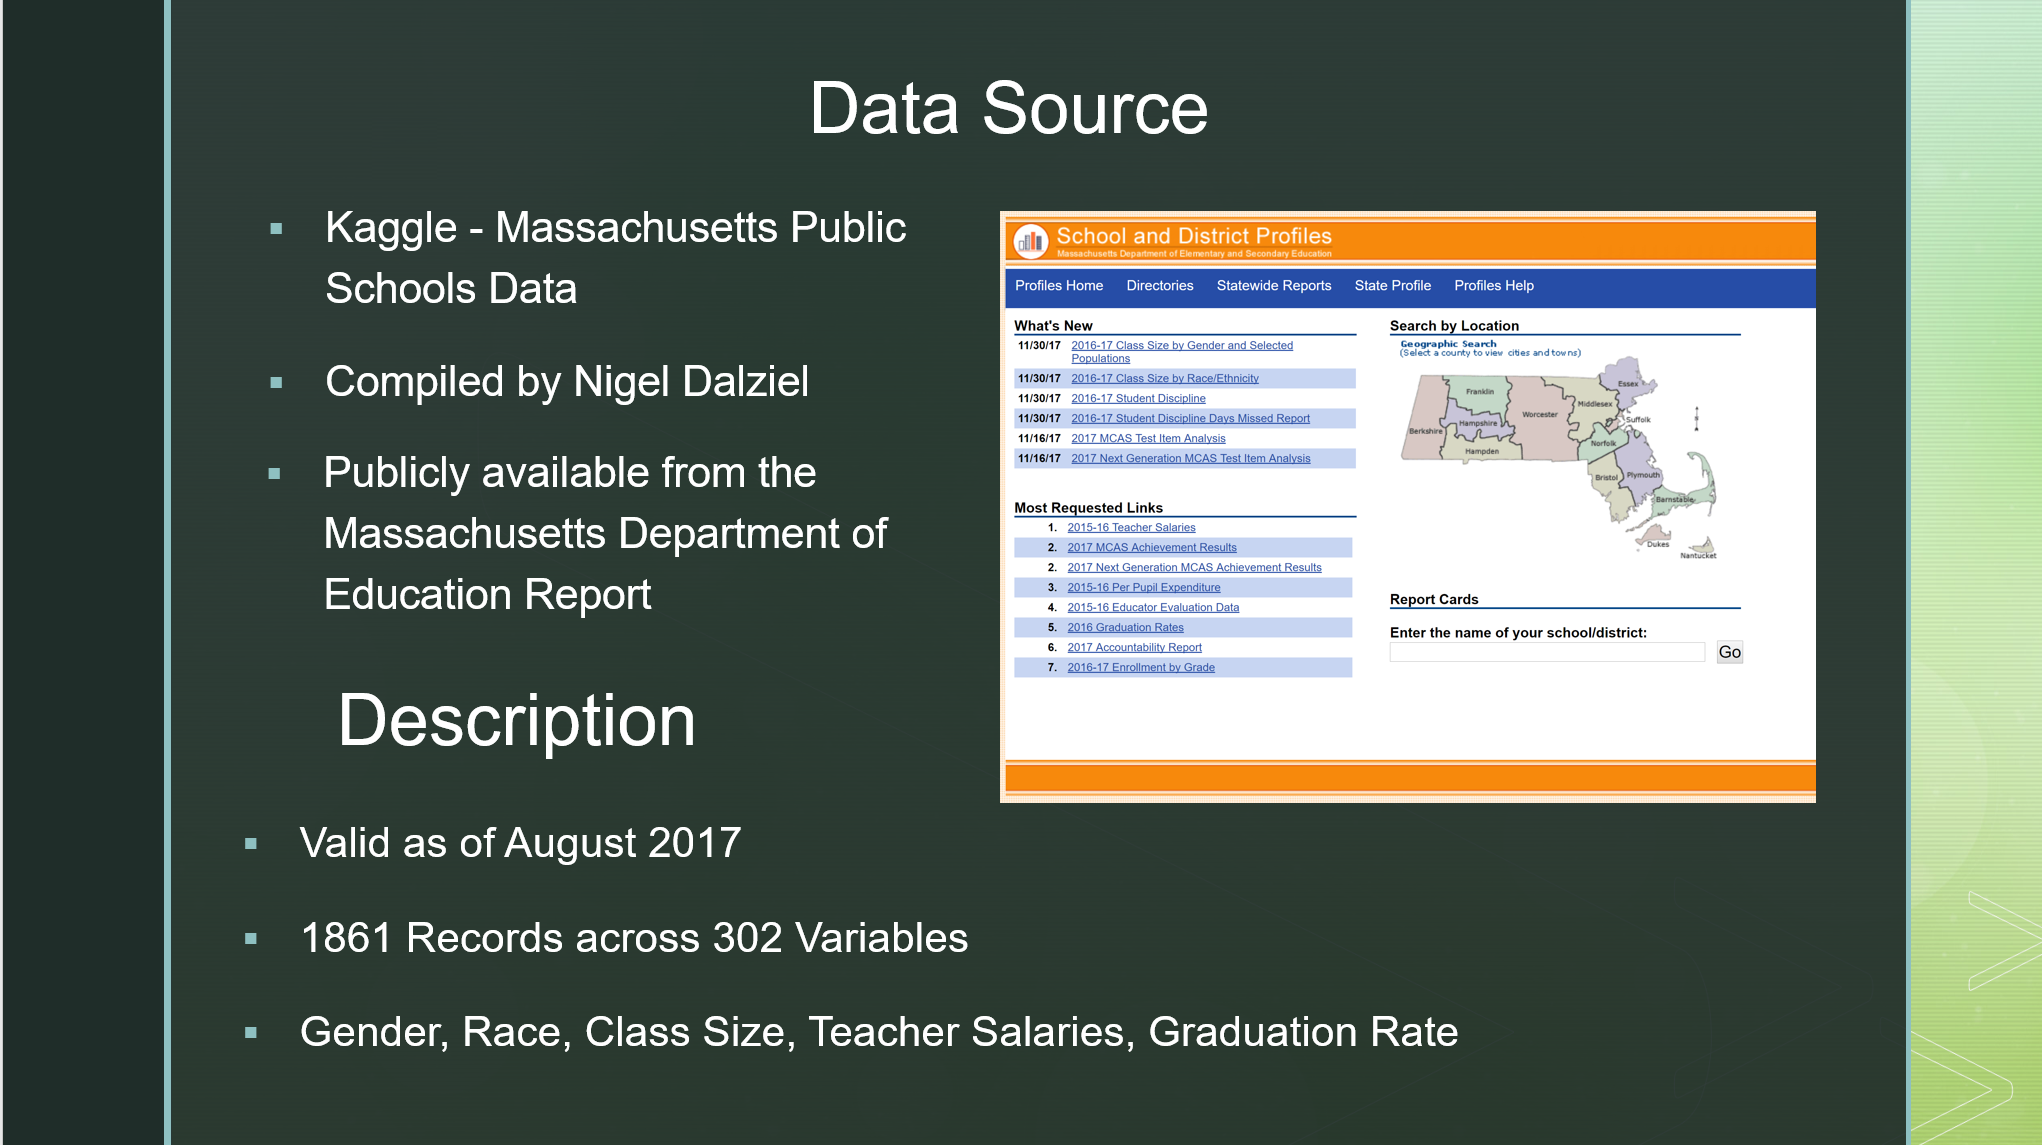 Data Source
Kaggle - Massachusetts Public
Schools Data
Compiled by Nigel Dalziel
Publicly available from the
Massachusetts Department of
Education Report
School and District Profiles
Massachusetts Department of Elementary and Secondary Education
Profiles Home Directories Statewide Reports State Profile Profiles Help
What's New
11/30/17 2016-17 Class Size by Gender and Selected
Populations
11/30/17 2016-17 Class Size by Race/Ethnicity
11/30/17 2016-17 Student Discipline
11/30/17 2016-17 Student Discipline Days Missed Report
11/16/17 2017 MCAS Test Item Analysis
11/16/17 2017 Next Generation MCAS Test Item Analysis
Most Requested Links
1. 2015-16 Teacher Salaries
2. 2017 MCAS Achievement Results
2. 2017 Next Generation MCAS Achievement Results
3. 2015-16 Per Pupil Expenditure
4. 2015-16 Educator Evaluation Data
5. 2016 Graduation Rates
6. 2017 Accountability Report
7. 2016-17 Enrollment by Grade
Search by Location
Geographic Search
(Select a county to view cities and towns)
Essex
Franklin
Middlesex
Worcester
Suffolk
Hampshire
Berkshire
Norfolk
Hampden
Bristol
Plymouth
Barnstable
Dukes
Nantucket
Report Cards
Enter the name of your school/district:
Go
Description
Valid as of August 2017
1861 Records across 302 Variables
Gender, Race, Class Size, Teacher Salaries, Graduation Rate